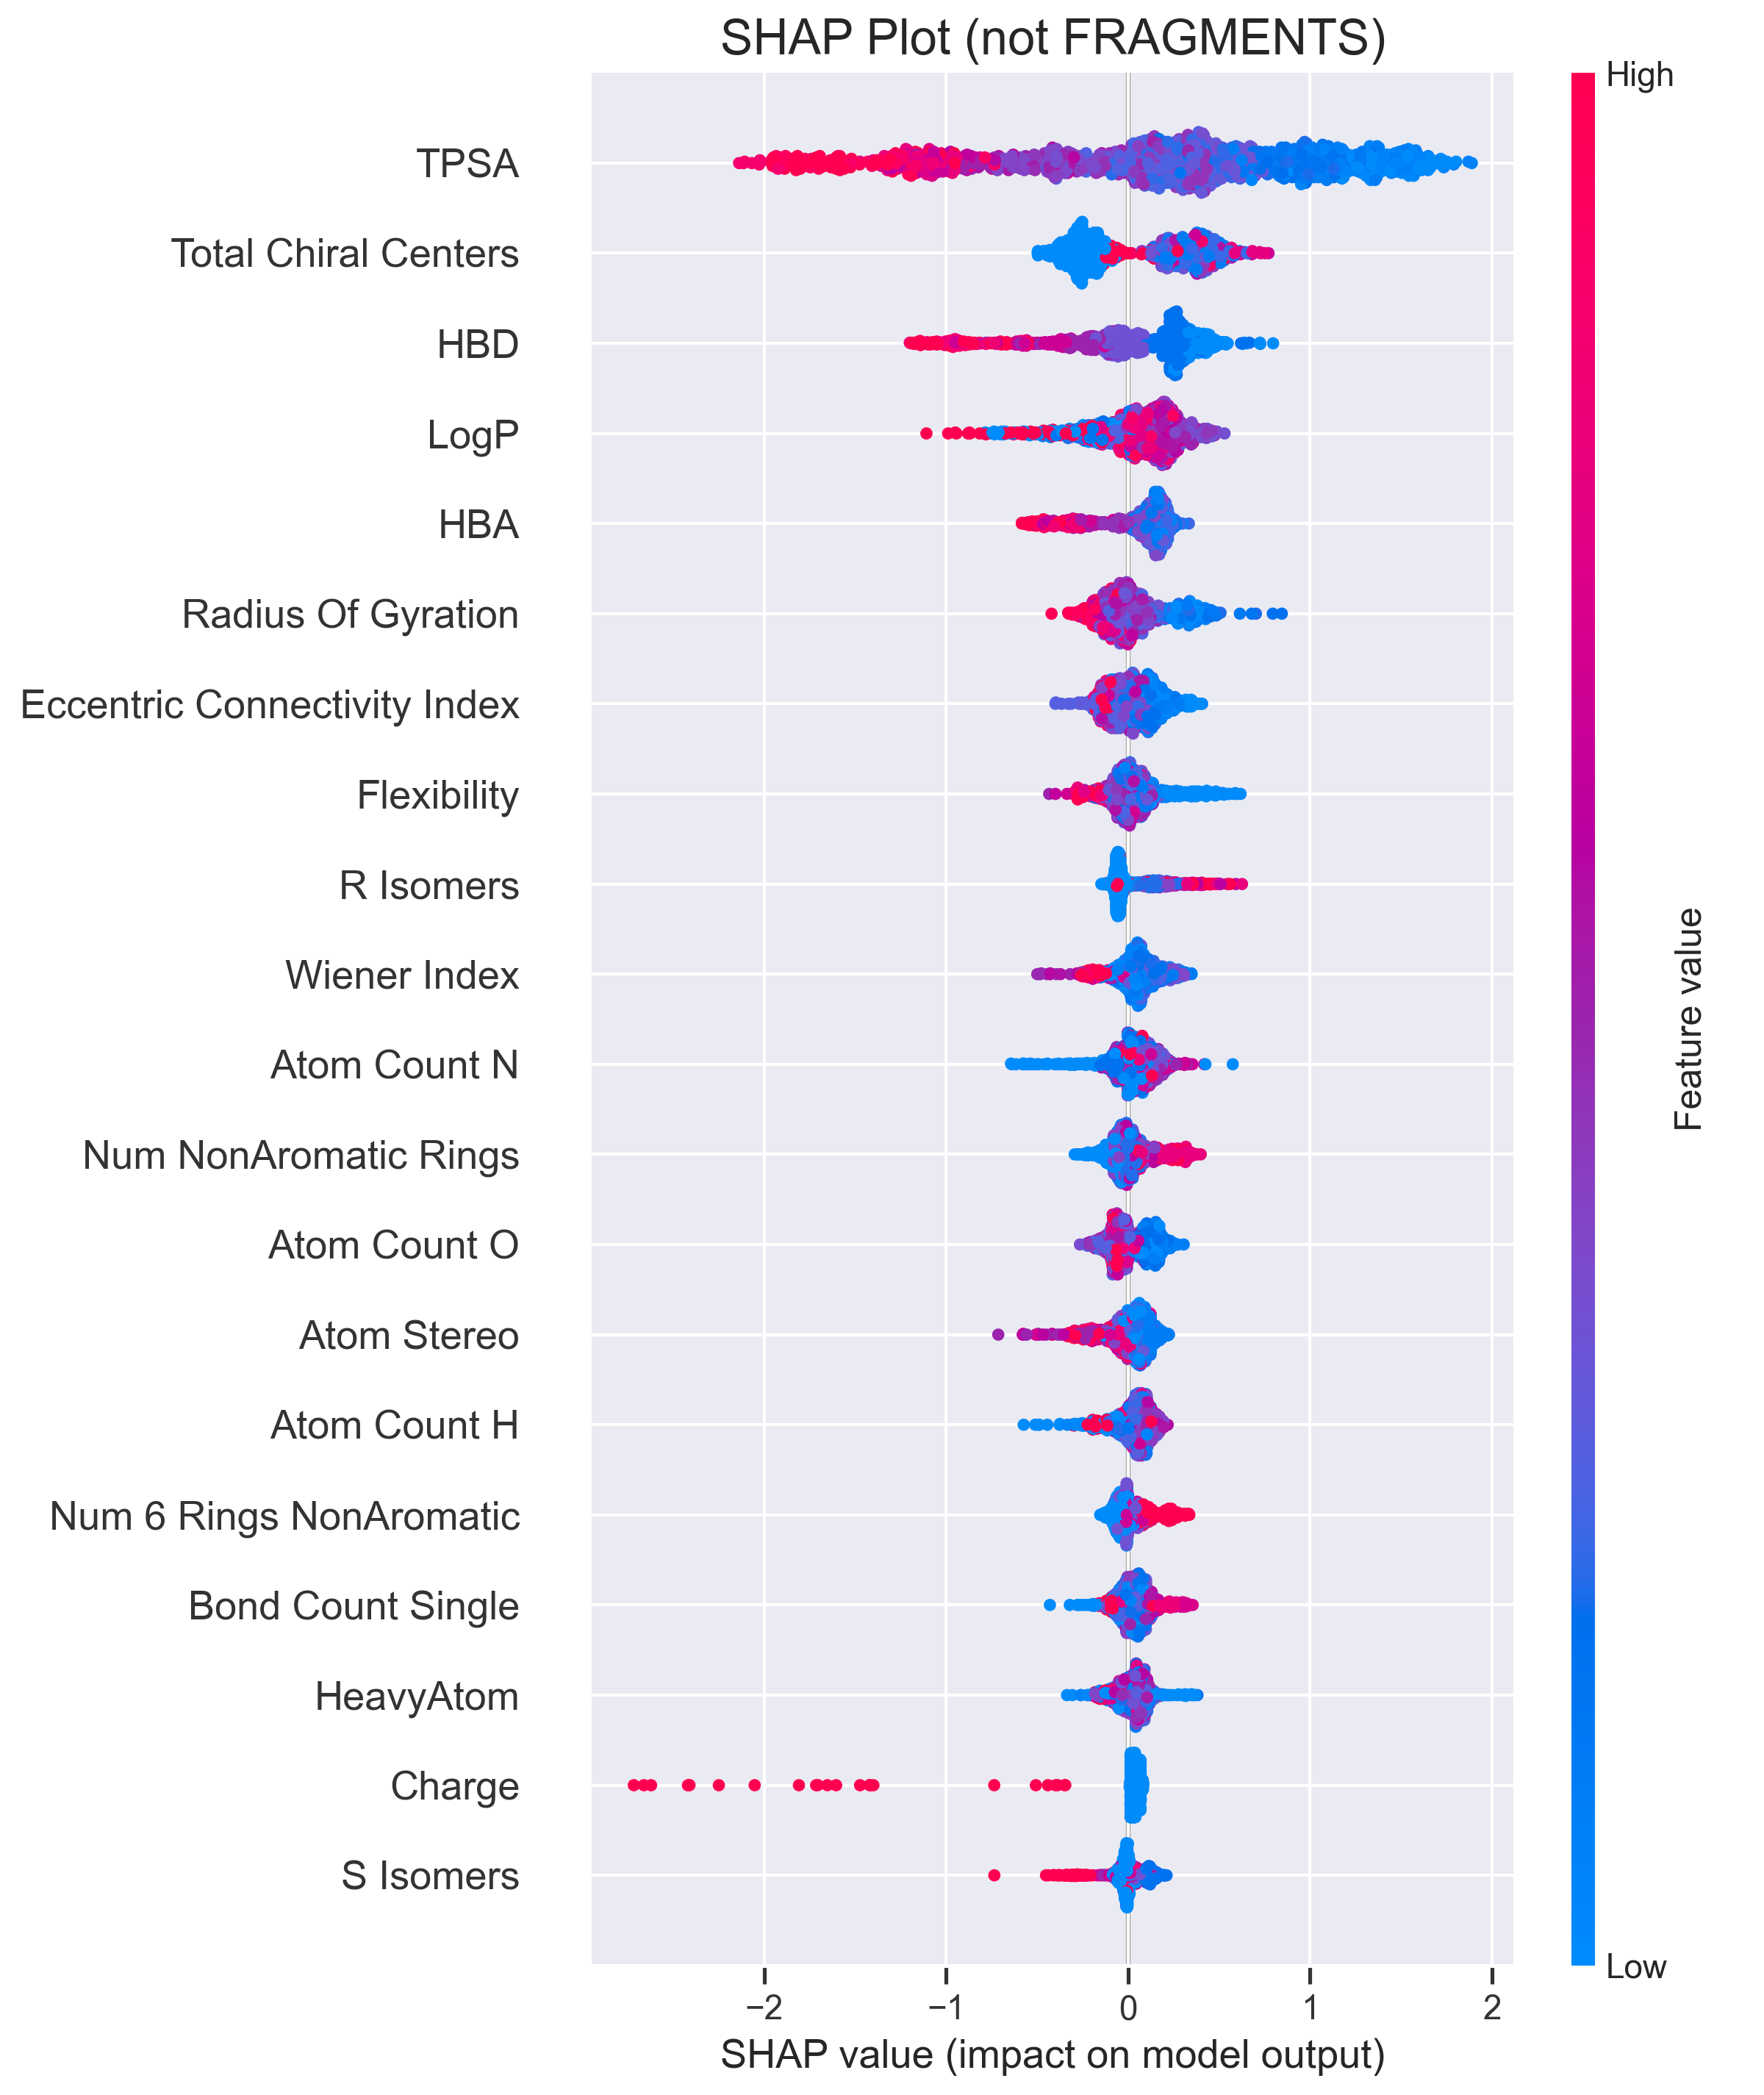 SHAP Plot (not FRAGMENTS)
High
TPSA
Total Chiral Centers
HBD
LogP
HBA
Radius Of Gyration
Eccentric Connectivity Index
Flexibility
R Isomers
Wiener Index
Atom Count N
Num NonAromatic Rings
Atom Count O
Atom Stereo
Atom Count H
Num 6 Rings NonAromatic
Bond Count Single
HeavyAtom
Charge
S Isomers
Feature value
Low
−2
−1
0
1
2
SHAP value (impact on model output)